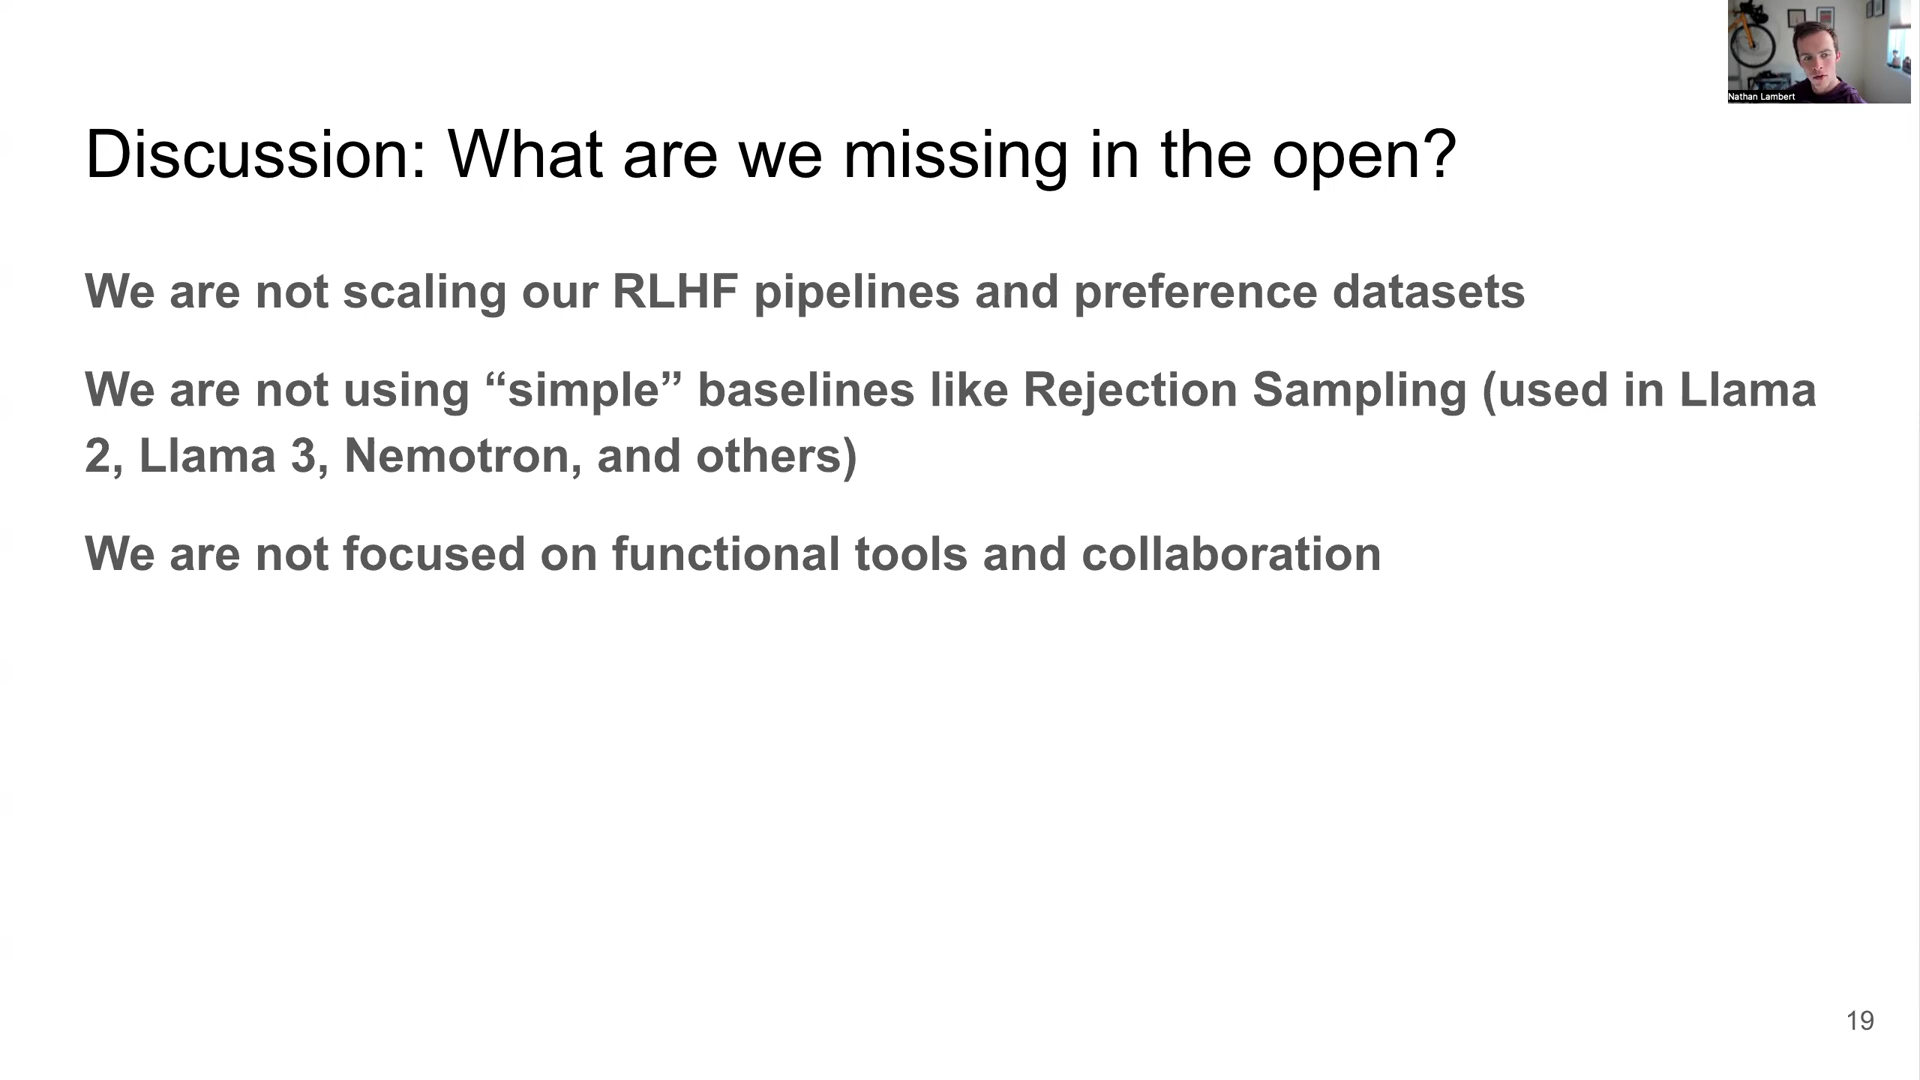 Nathan Lambert
Discussion: What are we missing in the open?
We are not scaling our RLHF pipelines and preference datasets
We are not using “simple” baselines like Rejection Sampling (used in Llama
2, Llama 3, Nemotron, and others)
We are not focused on functional tools and collaboration
19